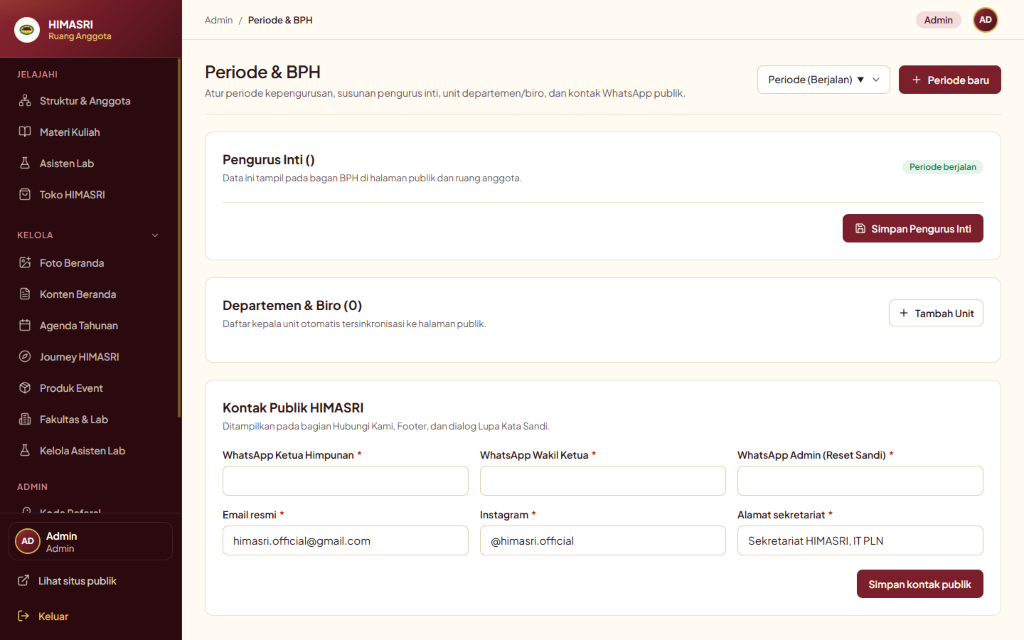 HIMASRI
Ruang Anggota
JELAJAHI
Struktur & Anggota
Materi Kuliah
Asisten Lab
Toko HIMASRI
KELOLA
Foto Beranda
Konten Beranda
Agenda Tahunan
Journey HIMASRI
Produk Event
Fakultas & Lab
Kelola Asisten Lab
ADMIN
Kode Referal
AD
Admin
Admin
Lihat situs publik
Keluar
Admin / Periode & BPH
Admin
AD
Periode & BPH
Atur periode kepengurusan, susunan pengurus inti, unit departemen/biro, dan kontak WhatsApp publik.
Periode (Berjalan) ▼
+ Periode baru
Pengurus Inti ()
Data ini tampil pada bagan BPH di halaman publik dan ruang anggota.
Periode berjalan
Simpan Pengurus Inti
Departemen & Biro (0)
Daftar kepala unit otomatis tersinkronisasi ke halaman publik.
+ Tambah Unit
Kontak Publik HIMASRI
Ditampilkan pada bagian Hubungi Kami, Footer, dan dialog Lupa Kata Sandi.
WhatsApp Ketua Himpunan *
WhatsApp Wakil Ketua *
WhatsApp Admin (Reset Sandi) *
Email resmi *
Instagram *
Alamat sekretariat *
himasri.official@gmail.com
@himasri.official
Sekretariat HIMASRI, IT PLN
Simpan kontak publik